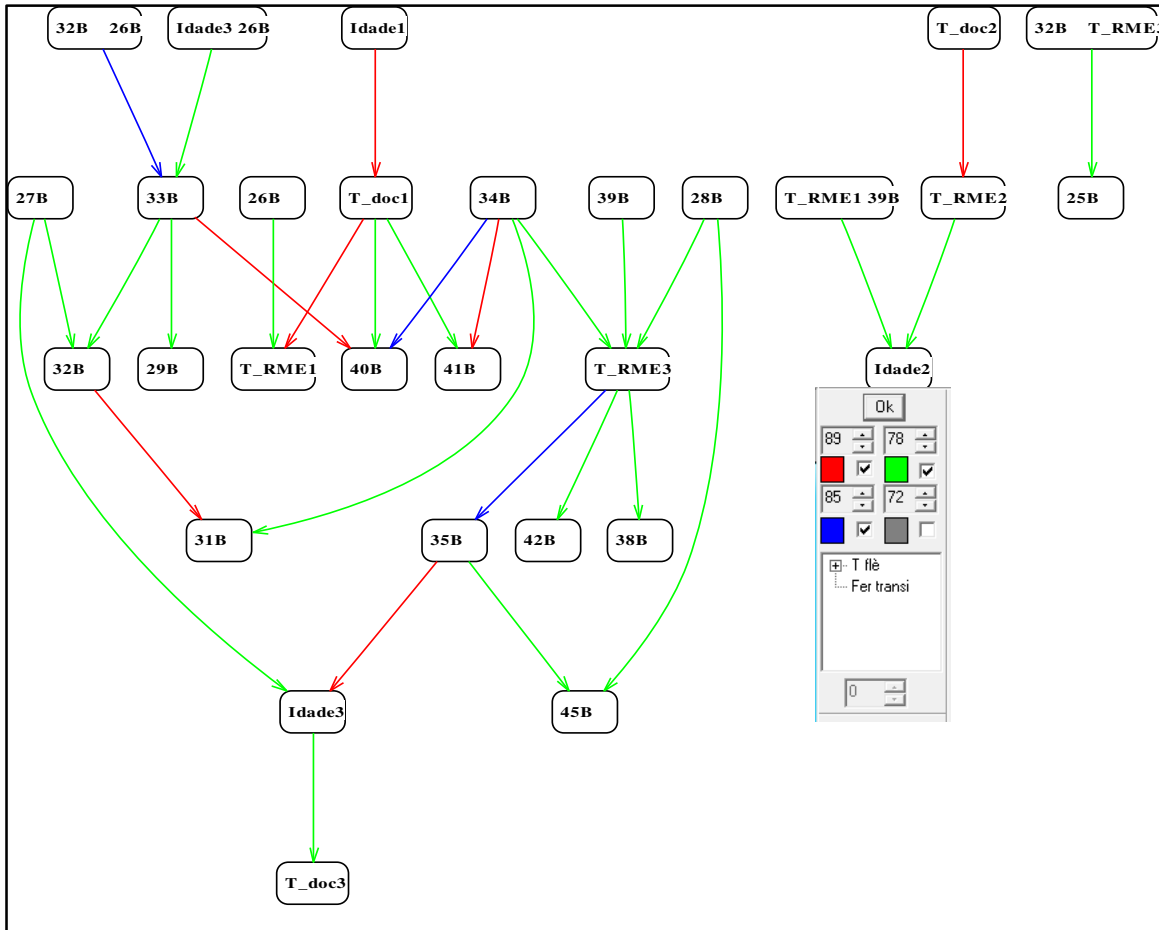 32B 26B
Idade3 26B
Idade1
T_doc2
32B T_RME3
27B
33B
26B
T_doc1
34B
39B
28B
T_RME1 39B
T_RME2
25B
32B
29B
T_RME1
40B
41B
T_RME3
Idade2
Ok
89 78
85 72
T flè
Fer transi
0
31B
35B
42B
38B
Idade3
45B
T_doc3